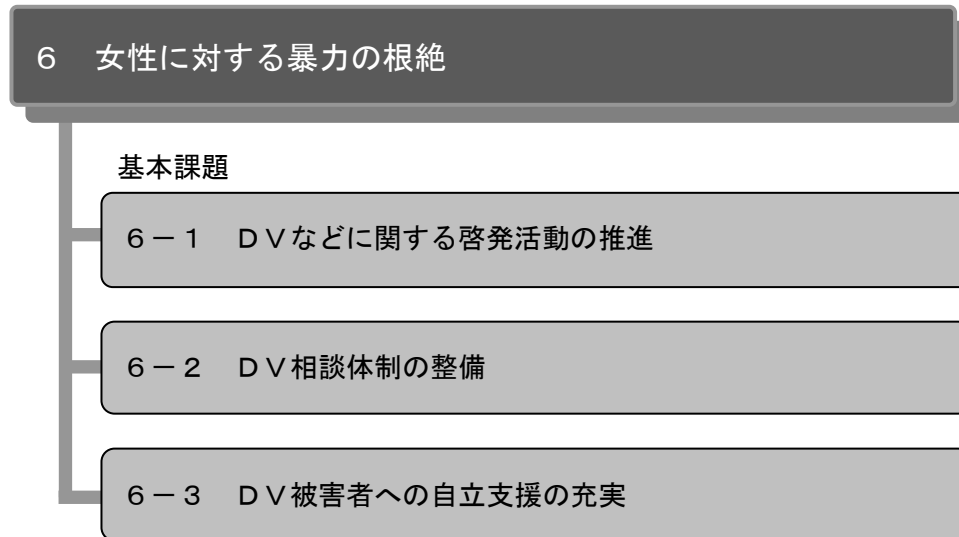 ６　女性に対する暴力の根絶
基本課題
６－１　ＤＶなどに関する啓発活動の推進
６－２　ＤＶ相談体制の整備
６－３　ＤＶ被害者への自立支援の充実